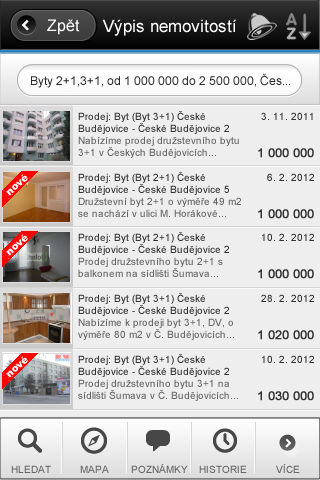 Zpět
Výpis nemovitostí
A
Z
Byty 2+1,3+1, od 1 000 000 do 2 500 000, Čes...
Prodej: Byt (Byt 3+1) České
Budějovice - České Budějovice 2
Nabízíme prodej družstevního bytu
3+1 v Českých Budějovicích...
3. 11. 2011
1 000 000
nové
Prodej: Byt (Byt 2+1) České
Budějovice - České Budějovice 5
Družstevní byt 2+1 o výměře 49 m2
se nachází v ulici M. Horákové...
6. 2. 2012
1 000 000
nové
Prodej: Byt (Byt 2+1) České
Budějovice - České Budějovice 2
Prodej družstevního bytu 2+1 s
balkonem na sídlišti Šumava...
10. 2. 2012
1 000 000
Prodej: Byt (Byt 3+1) České
Budějovice - České Budějovice 2
Nabízíme k prodeji byt 3+1, DV, o
výměře 80 m2 v Č. Budějovicích...
28. 2. 2012
1 020 000
nové
Prodej: Byt (Byt 3+1) České
Budějovice - České Budějovice 2
Prodej družstevního bytu 3+1 na
sídlišti Šumava v Č. Budějovicích...
10. 2. 2012
1 030 000
HLEDAT
MAPA
POZNÁMKY
HISTORIE
VÍCE